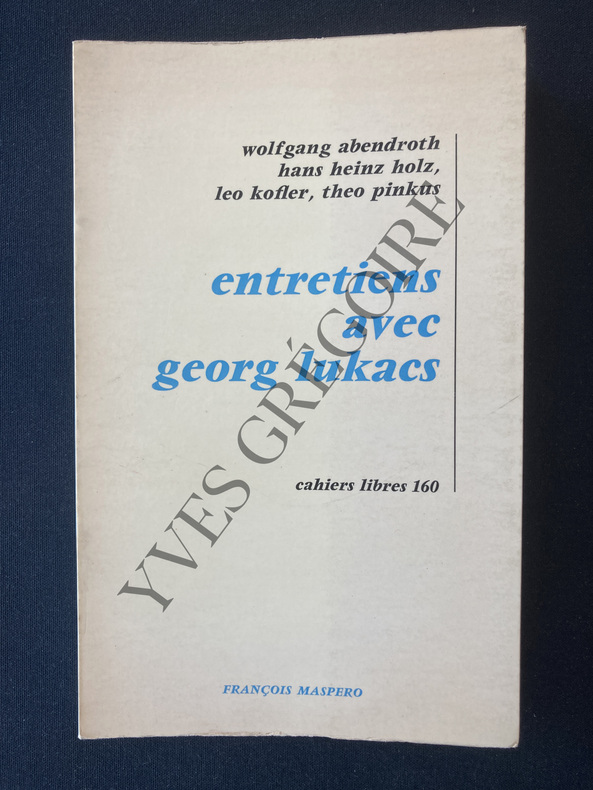 wolfgang abendroth
hans heinz holz,
leo kofler, theo pinkus
entretiens
avec
georg lukacs
cahiers libres 160
FRANÇOIS MASPERO
YVES GRÉGOIRE